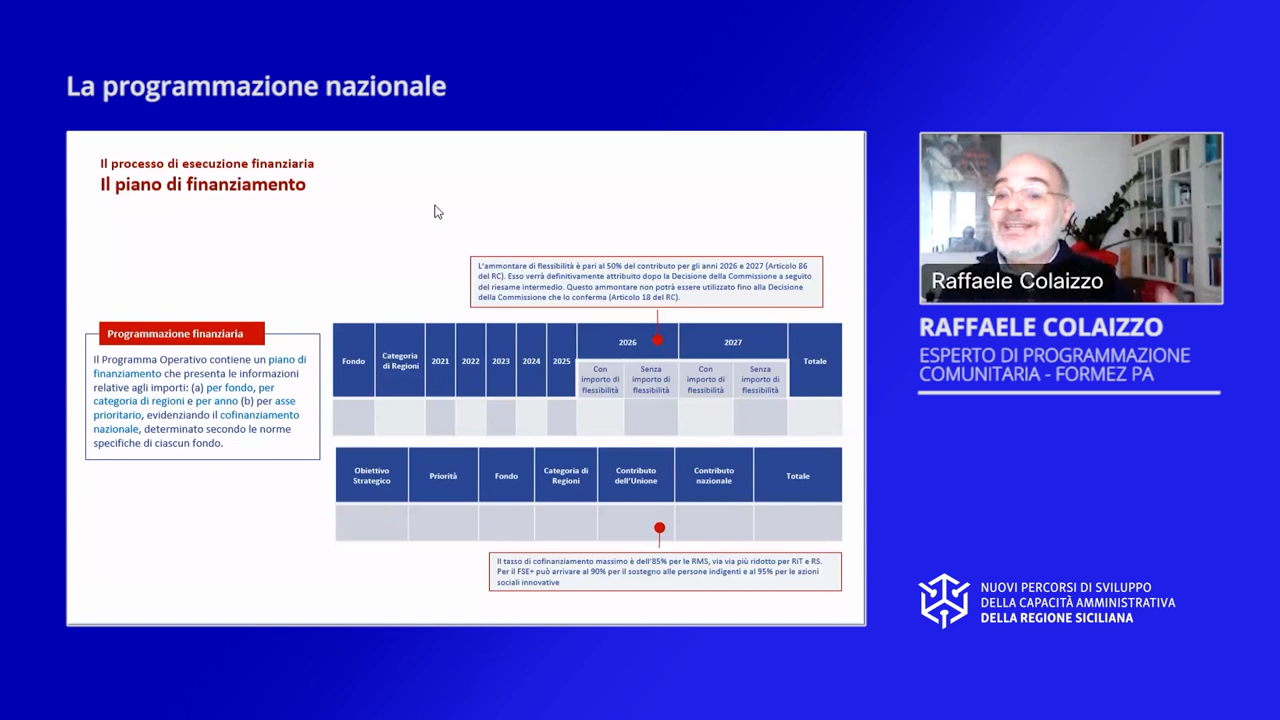 La programmazione nazionale
Il processo di esecuzione finanziaria
Il piano di finanziamento
L'ammontare di flessibilità è pari al 50% del contributo per gli anni 2026 e 2027 (Articolo 86
del RC). Esso verrà definitivamente attribuito dopo la Decisione della Commissione a seguito
del riesame intermedio. Questo ammontare non potrà essere utilizzato fino alla Decisione
della Commissione che lo conferma (Articolo 18 del RC).
Programmazione finanziaria
Il Programma Operativo contiene un piano di
finanziamento che presenta le informazioni
relative agli importi: (a) per fondo, per
categoria di regioni e per anno (b) per asse
prioritario, evidenziando il cofinanziamento
nazionale, determinato secondo le norme
specifiche di ciascun fondo.
Fondo Categoria di Regioni 2021 2022 2023 2024 2025 2026 2027 Totale
Con importo di flessibilità Senza importo di flessibilità Con importo di flessibilità Senza importo di flessibilità
Obiettivo Strategico Priorità Fondo Categoria di Regioni Contributo dell'Unione Contributo nazionale Totale
Il tasso di cofinanziamento massimo è dell'85% per le RMS, via via più ridotto per RiT e RS.
Per il FSE+ può arrivare al 90% per il sostegno alle persone indigenti e al 95% per le azioni
sociali innovative
Raffaele Colaizzo
RAFFAELE COLAIZZO
ESPERTO DI PROGRAMMAZIONE
COMUNITARIA - FORMEZ PA
NUOVI PERCORSI DI SVILUPPO
DELLA CAPACITÀ AMMINISTRATIVA
DELLA REGIONE SICILIANA